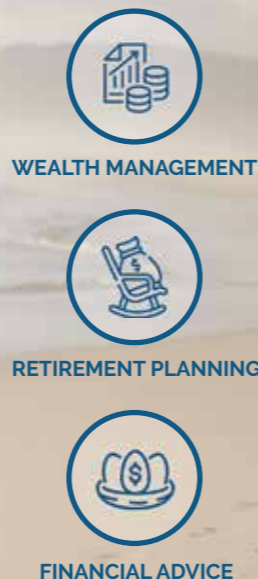 WEALTH MANAGEMENT
$
RETIREMENT PLANNING
$
FINANCIAL ADVICE